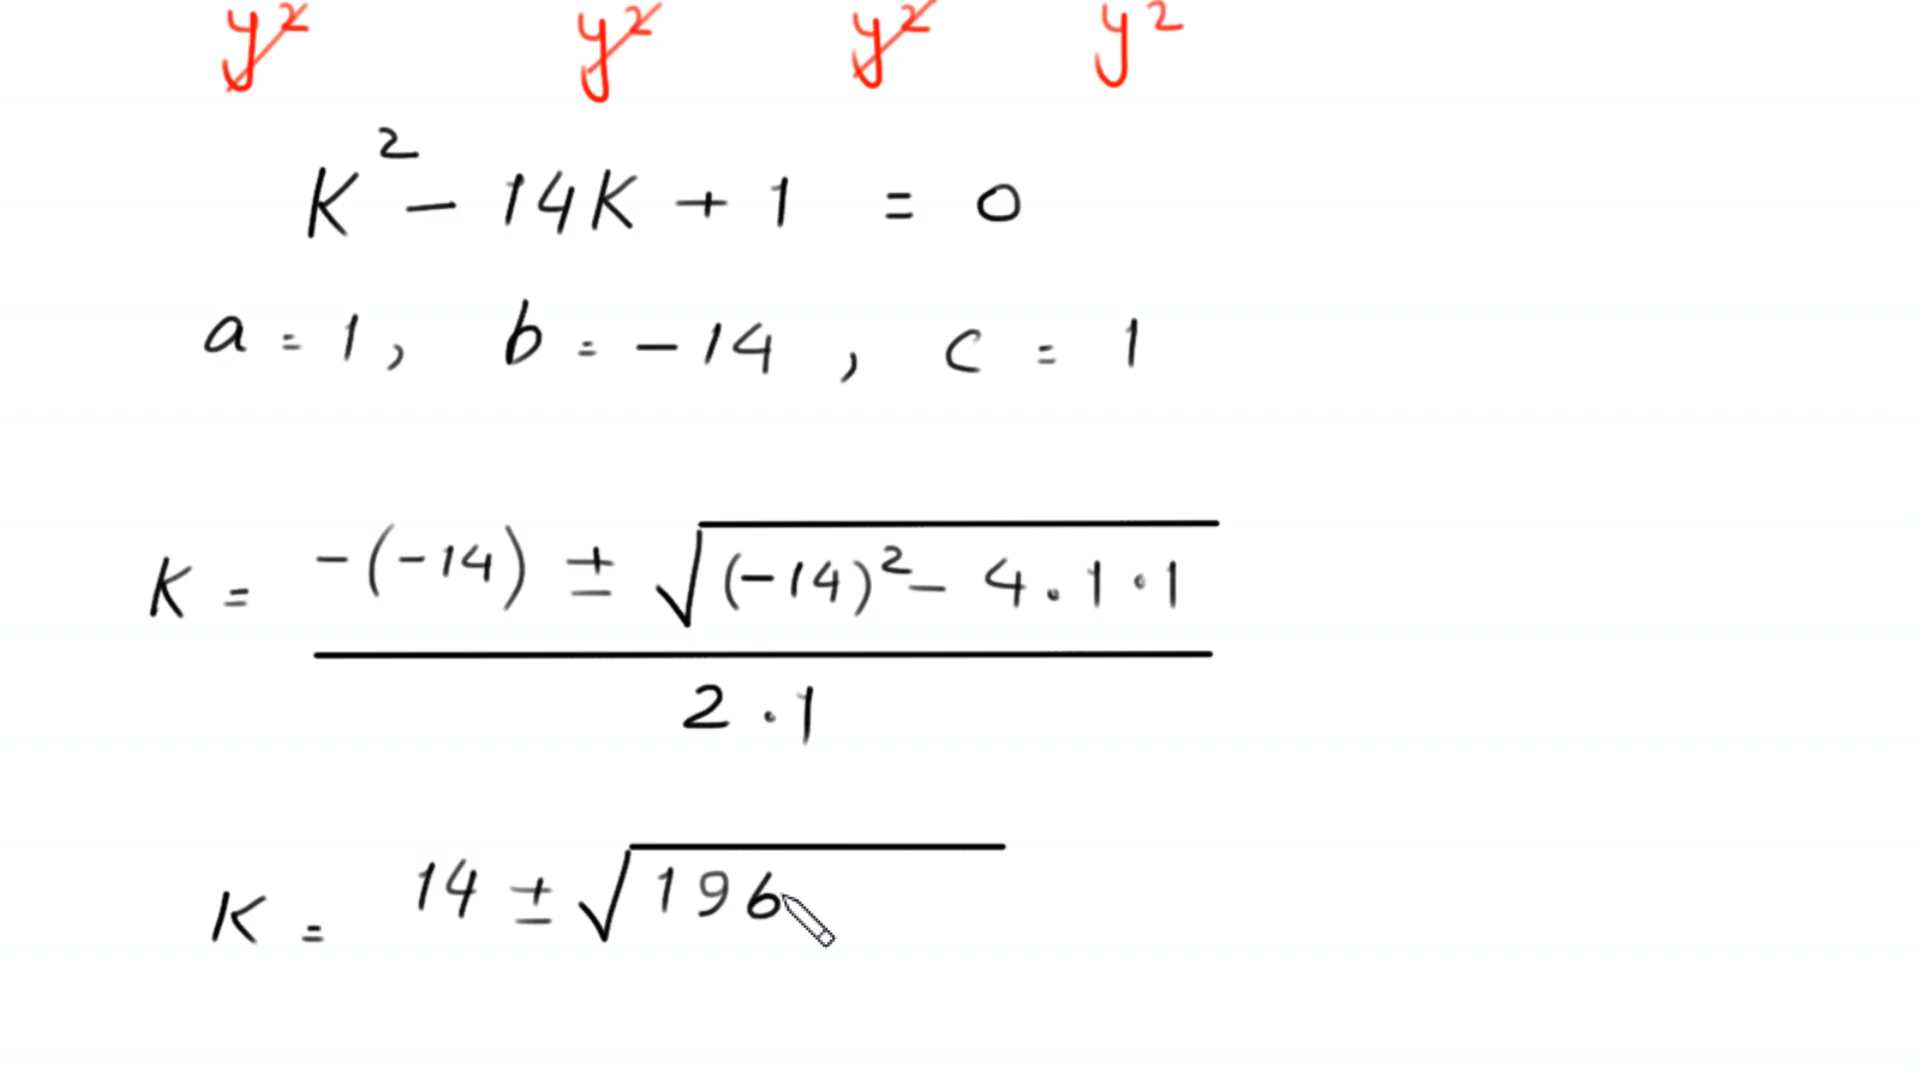 y² y² y² y²
K² - 14K + 1 = 0
a = 1, b = -14, c = 1
K = -(-14) ± √(-14)² - 4.1.1
2.1
K = 14 ± √196